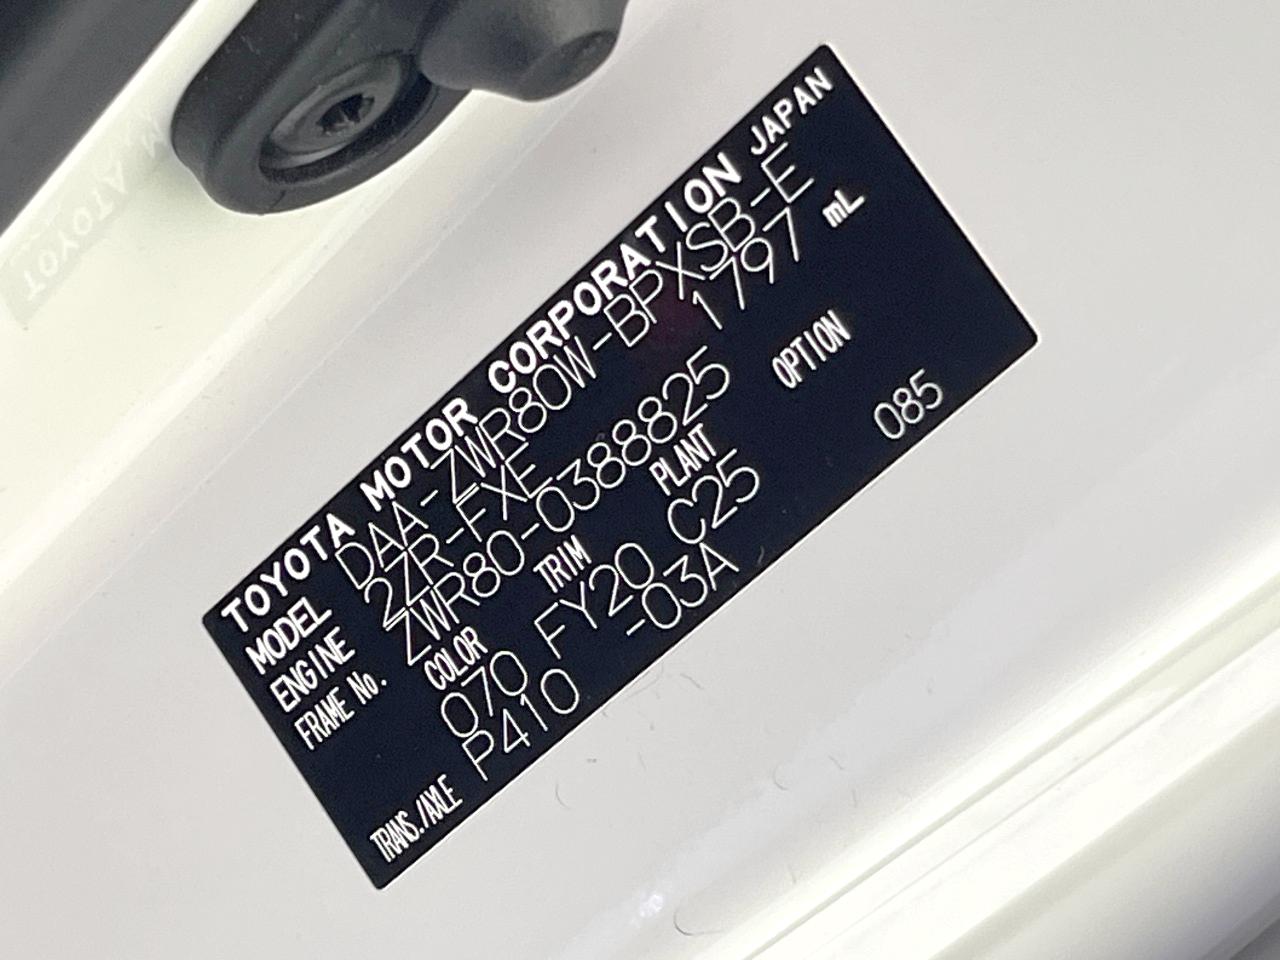 TOYOTA MOTOR CORPORATION JAPAN
MODEL DAA-ZWR80W-BPXSB-E
ENGINE 2ZR-FXE 1797 mL
FRAME No. ZWR80-0388825
COLOR TRIM PLANT OPTION
070 FY20 C25 085
TRANS./AXLE P410 -03A